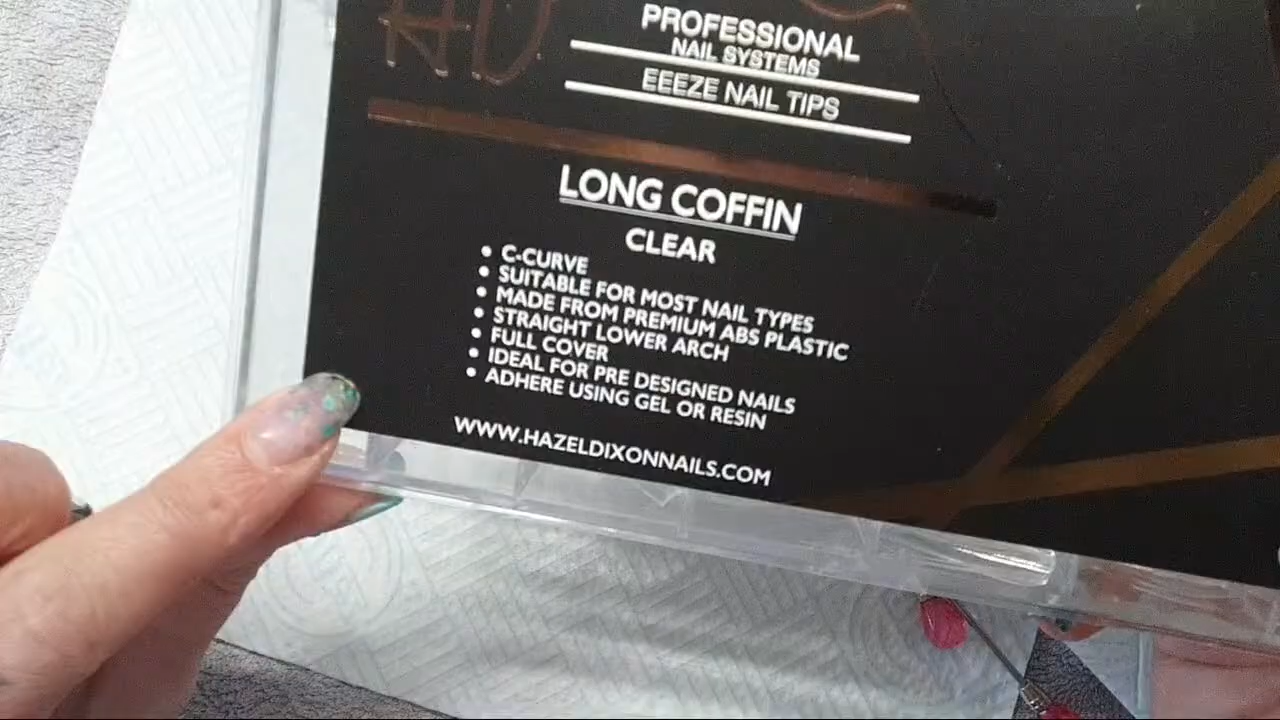 HD
PROFESSIONAL
NAIL SYSTEMS
EEEZE NAIL TIPS
LONG COFFIN
CLEAR
• C-CURVE
• SUITABLE FOR MOST NAIL TYPES
• MADE FROM PREMIUM ABS PLASTIC
• STRAIGHT LOWER ARCH
• FULL COVER
• IDEAL FOR PRE DESIGNED NAILS
• ADHERE USING GEL OR RESIN
WWW.HAZELDIXONNAILS.COM